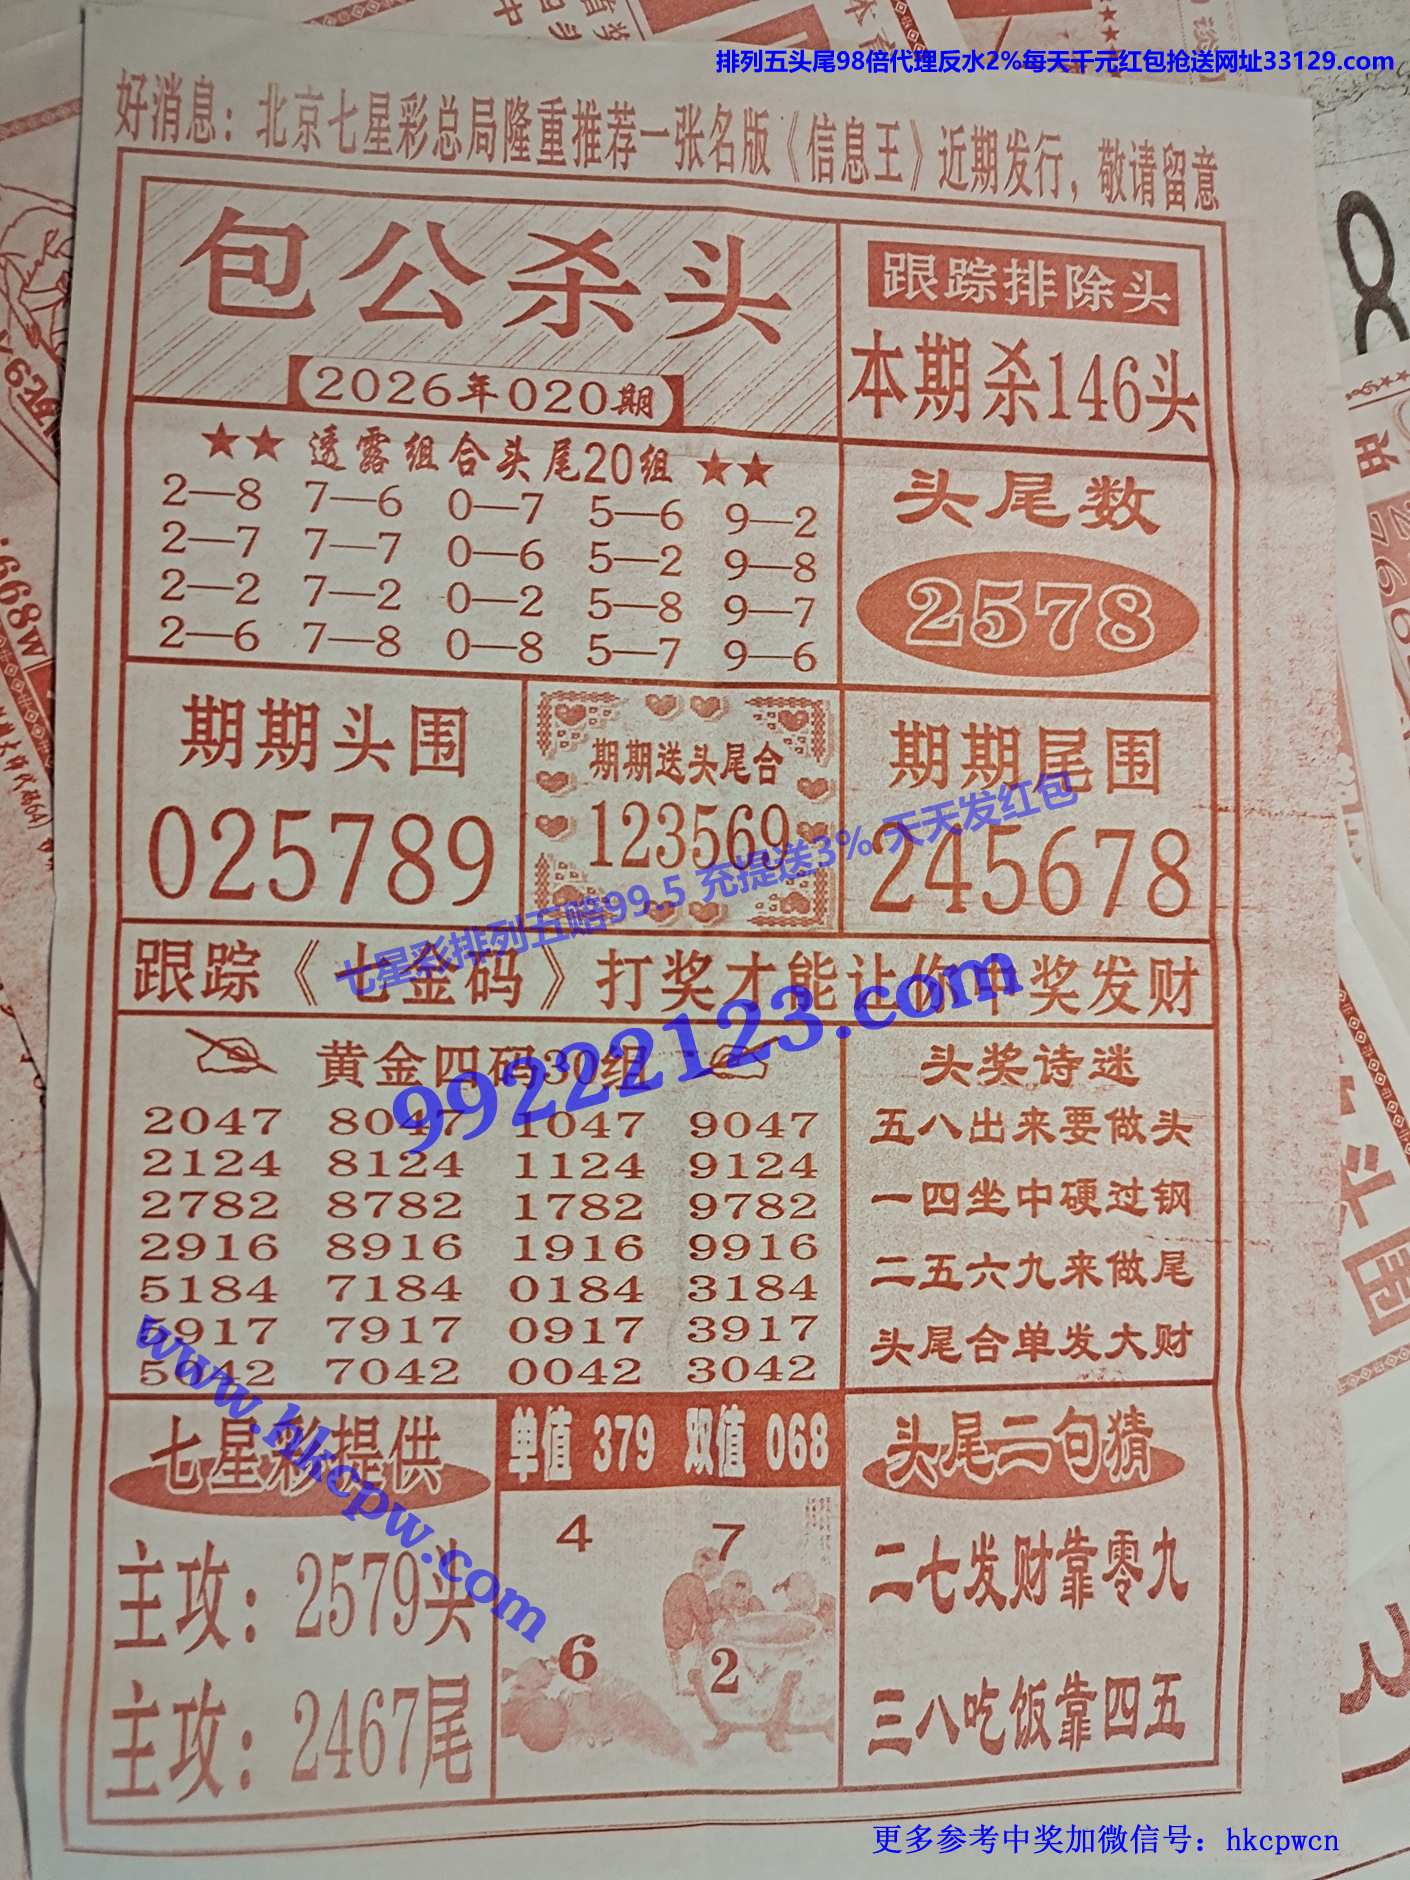 排列五头尾98倍代理反水2%每天千元红包抢送网址33129.com
好消息：北京七星彩总局隆重推荐一张名版《信息王》近期发行，敬请留意
包公杀头
【2026年020期】
跟踪排除头
本期杀146头
★★ 透露组合头尾20组 ★★
2—8 7—6 0—7 5—6 9—2
2—7 7—7 0—6 5—2 9—8
2—2 7—2 0—2 5—8 9—7
2—6 7—8 0—8 5—7 9—6
头尾数
2578
期期头围
025789
期期送头尾合
123569
期期尾围
245678
七星彩排列五赔99.5 充提送3% 天天发红包
跟踪《七金码》打奖才能让你中奖发财
99222123.com
黄金四码30组
2047 8047 1047 9047
2124 8124 1124 9124
2782 8782 1782 9782
2916 8916 1916 9916
5184 7184 0184 3184
5917 7917 0917 3917
5042 7042 0042 3042
头奖诗迷
五八出来要做头
一四坐中硬过钢
二五六九来做尾
头尾合单发大财
www.hkcpw.com
七星彩提供
主攻：2579头
主攻：2467尾
单值 379 双值 068
4 7
6 2
头尾二句猜
二七发财靠零九
三八吃饭靠四五
更多参考中奖加微信号：hkcpwcn